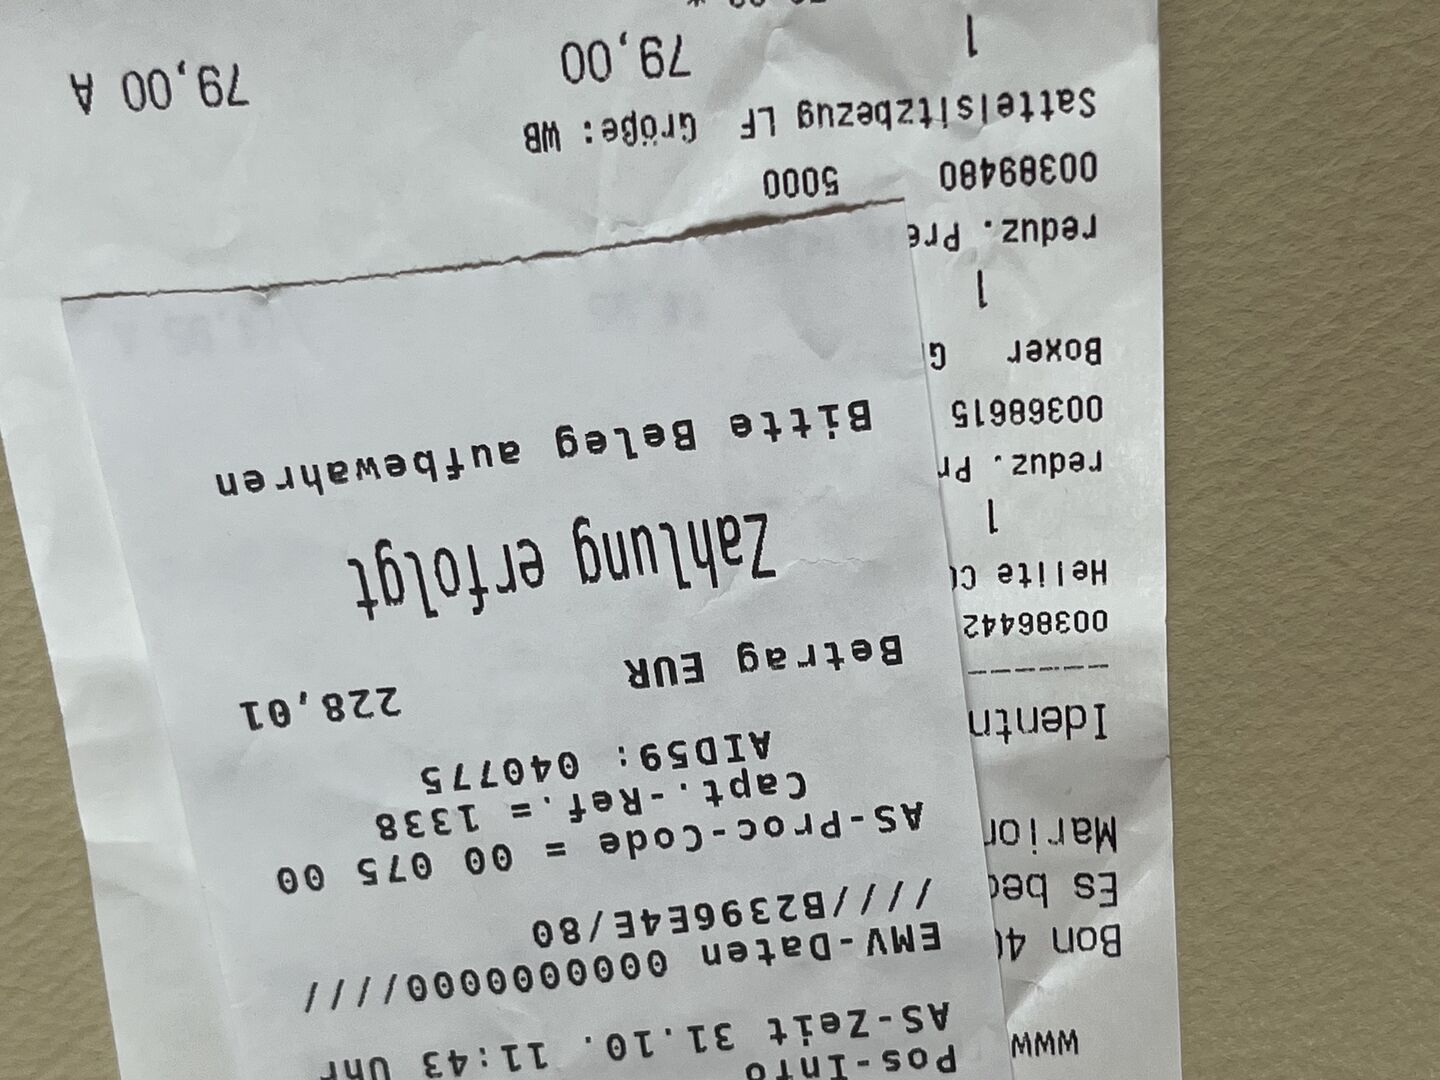 Pos-Info
AS-Zeit 31.10. 11:43 Uhr
EMV-Daten 0000000000////
////B2396E4E/80
AS-Proc-Code = 00 075 00
Capt.-Ref.= 1338
AID59: 040775
Betrag EUR 228,01
Zahlung erfolgt
Bitte Beleg aufbewahren
www
Bon 4
Es
Marion
Identn
--------
00386442
Helite
1
reduz. Pr
00368615
Boxer G
1
reduz. Pre
00389480 5000
Sattelsitzbezug LF Größe: WB
1 79,00 79,00 A